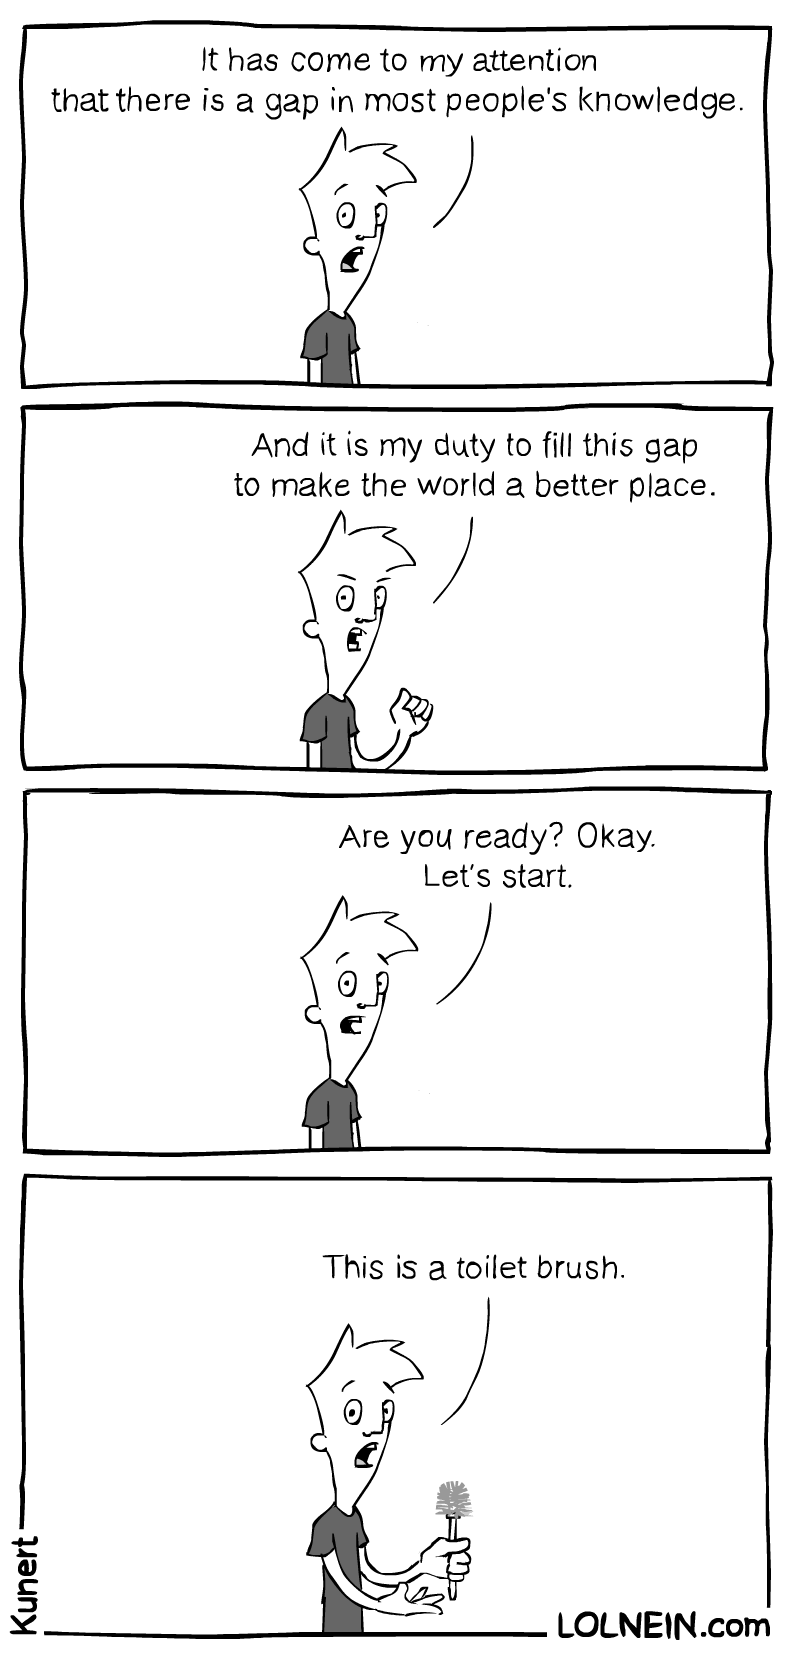 It has come to my attention
that there is a gap in most people's knowledge.
And it is my duty to fill this gap
to make the world a better place.
Are you ready? Okay.
Let's start.
This is a toilet brush.
Kunert
LOLNEIN.com